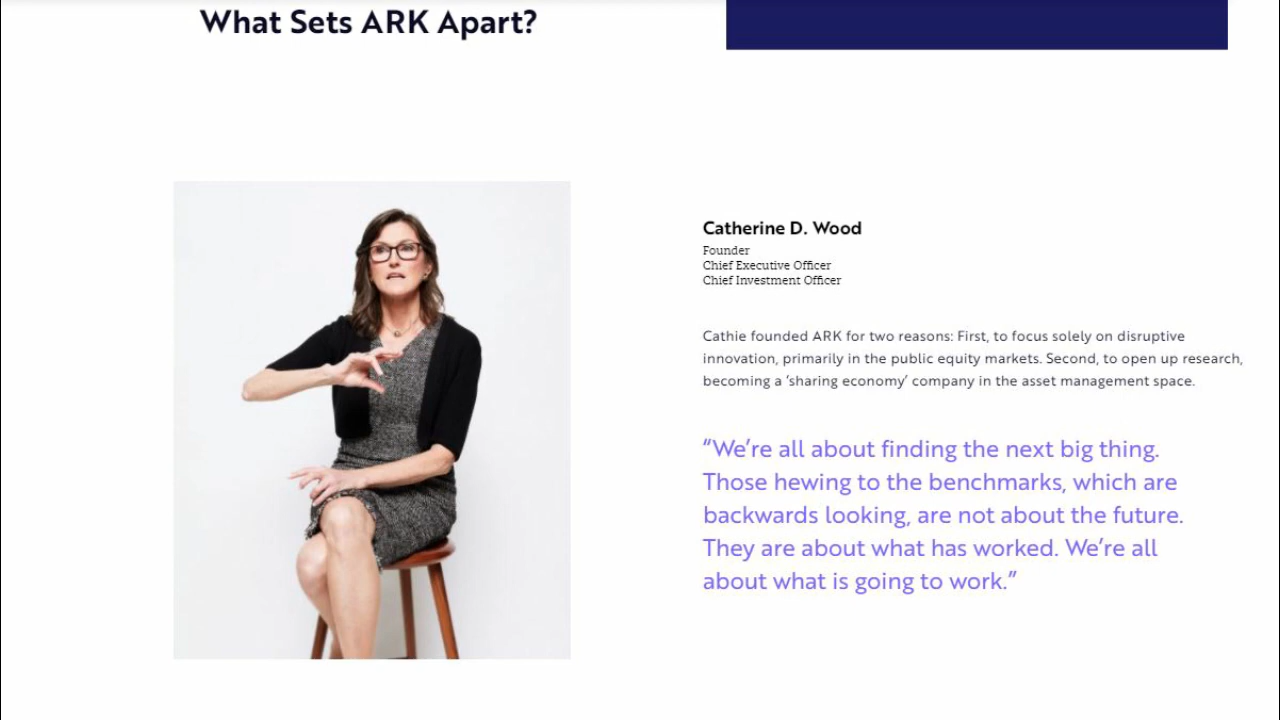 What Sets ARK Apart?
Catherine D. Wood
Founder
Chief Executive Officer
Chief Investment Officer
Cathie founded ARK for two reasons: First, to focus solely on disruptive
innovation, primarily in the public equity markets. Second, to open up research,
becoming a ‘sharing economy’ company in the asset management space.
“We’re all about finding the next big thing.
Those hewing to the benchmarks, which are
backwards looking, are not about the future.
They are about what has worked. We’re all
about what is going to work.”